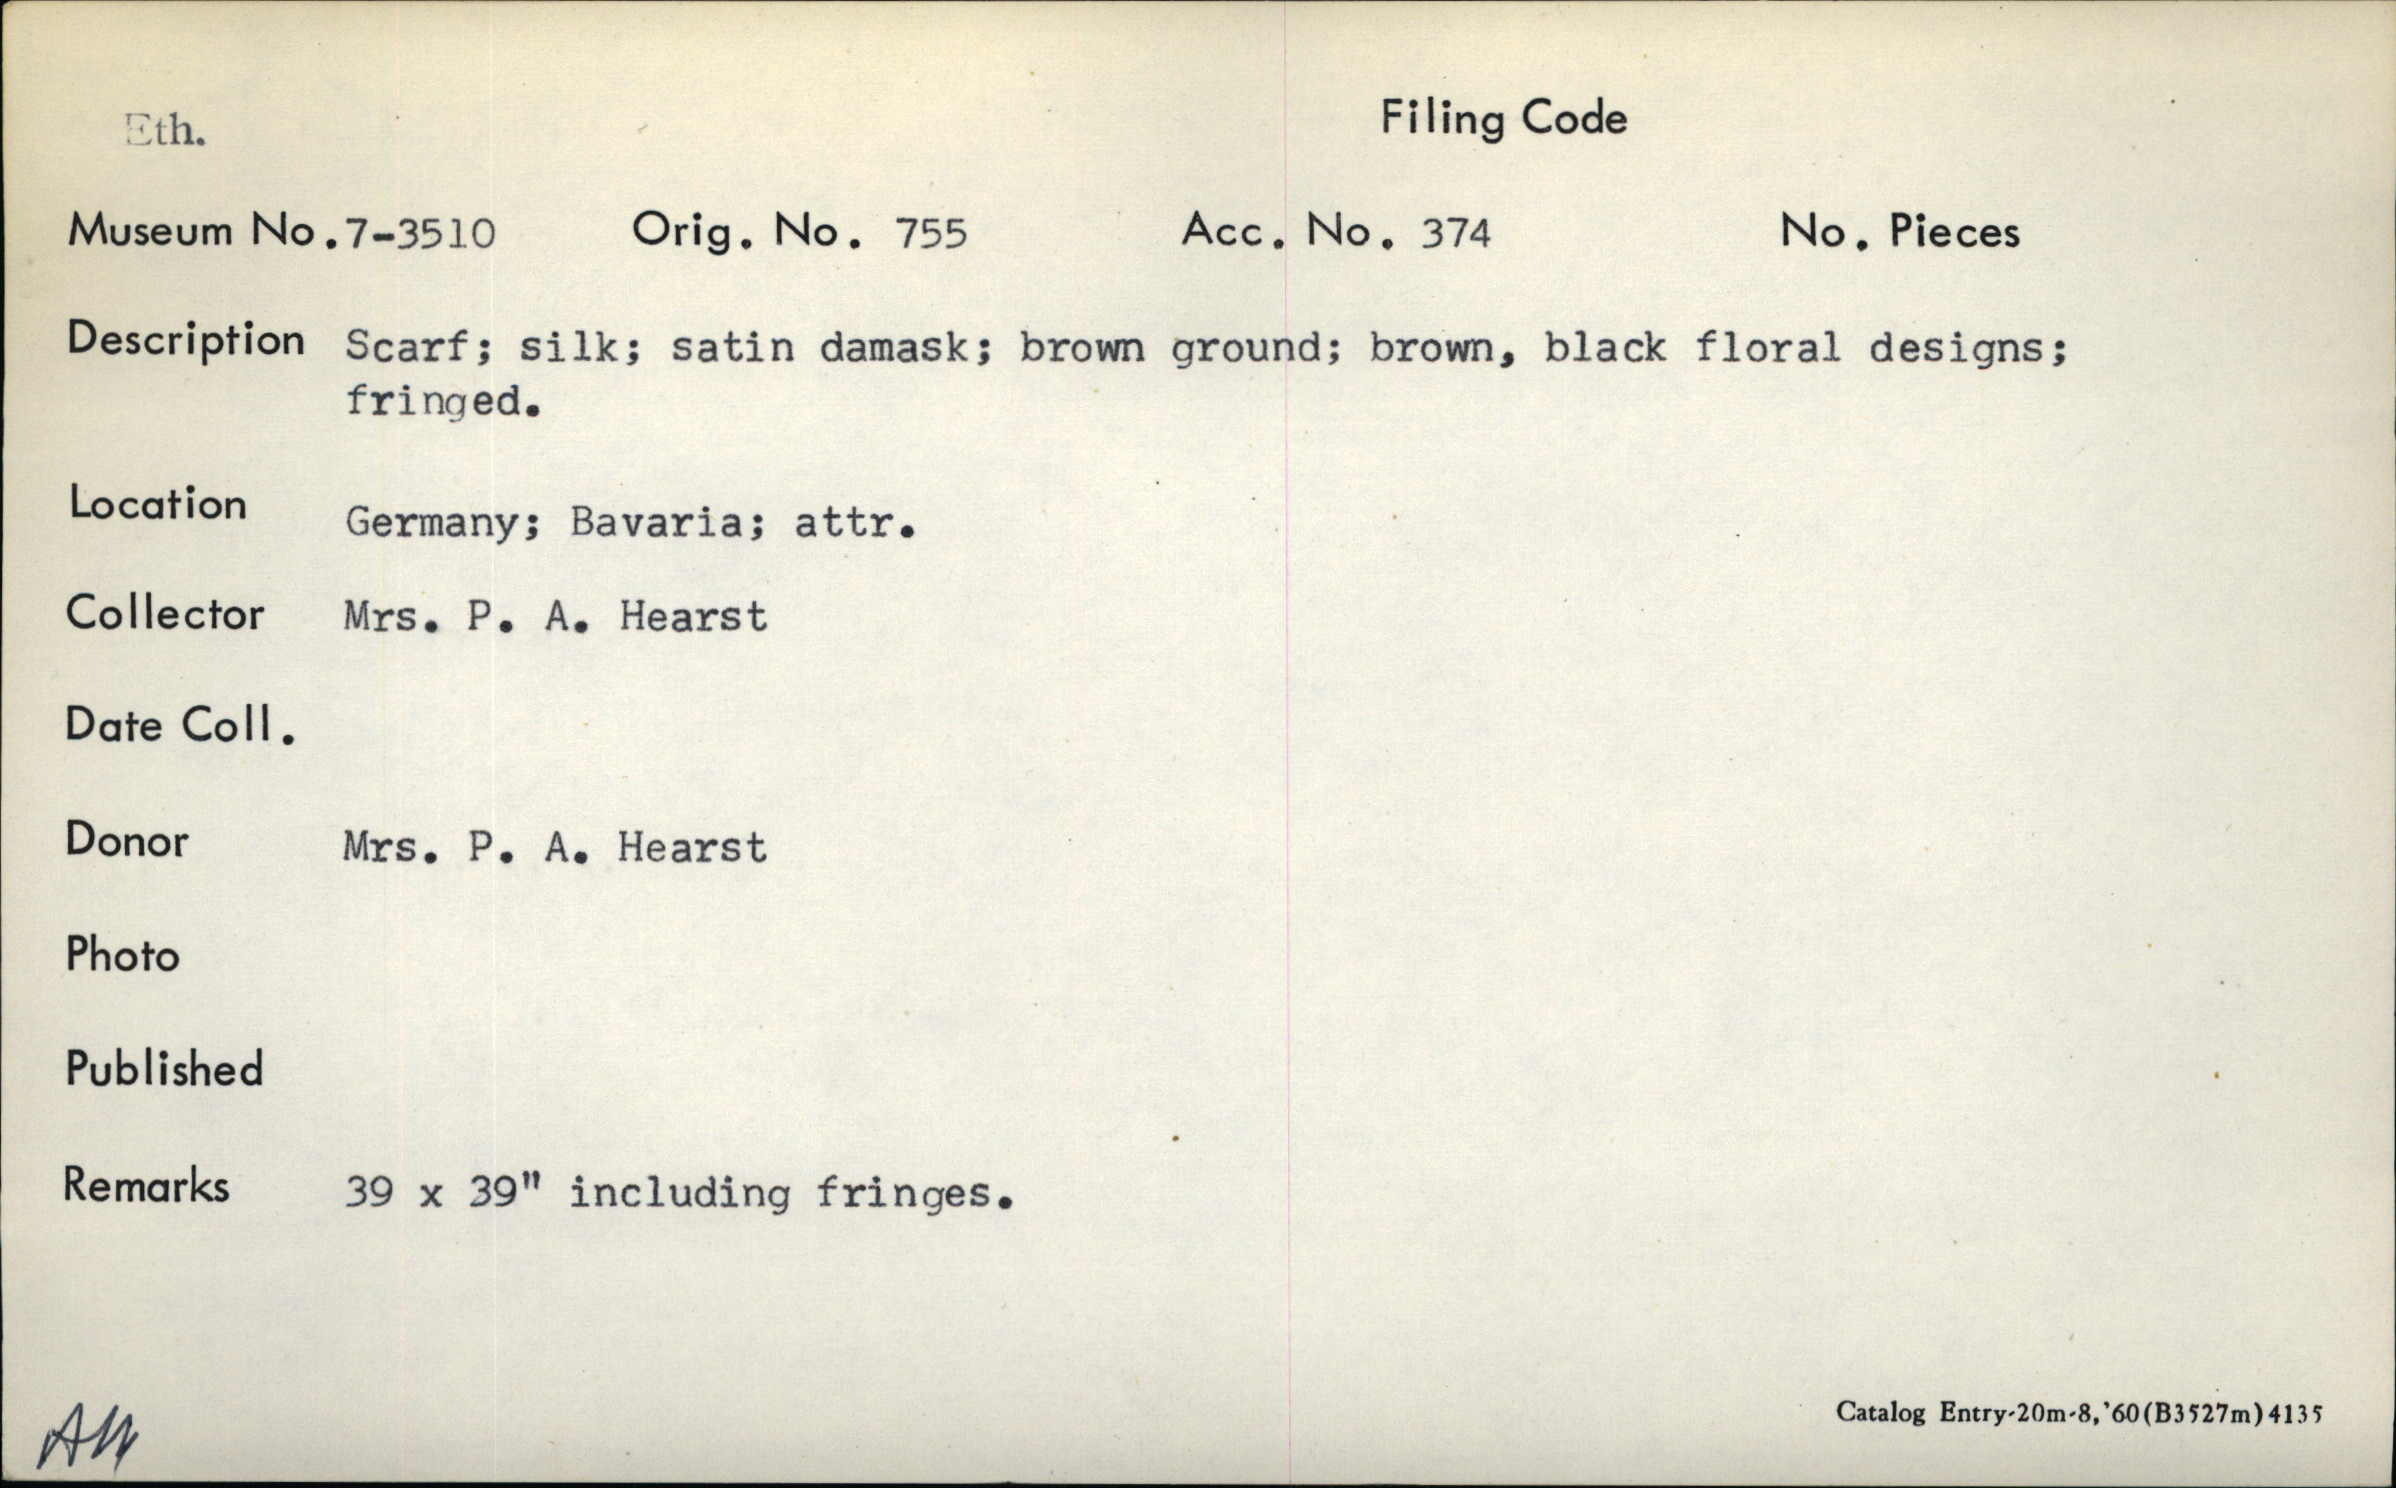 Eth.
Filing Code
Museum No. 7-3510 Orig. No. 755 Acc. No. 374 No. Pieces
Description Scarf; silk; satin damask; brown ground; brown, black floral designs;
fringed.
Location Germany; Bavaria; attr.
Collector Mrs. P. A. Hearst
Date Coll.
Donor Mrs. P. A. Hearst
Photo
Published
Remarks 39 x 39" including fringes.
Catalog Entry-20m-8,'60(B3527m)4135